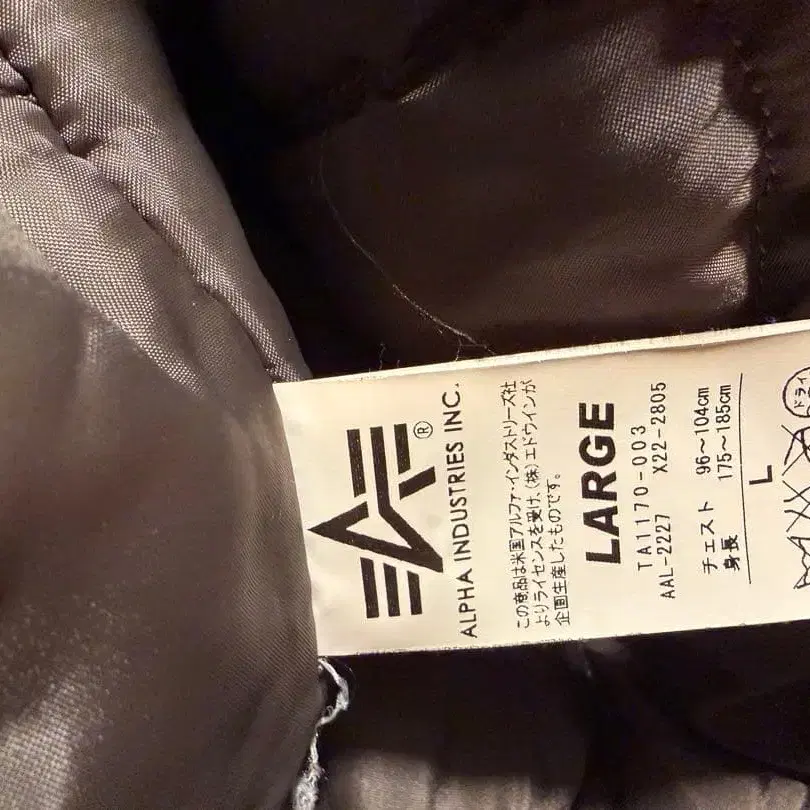 ®
ALPHA INDUSTRIES INC.
この商品は米国アルファ・インダストリーズ社
よりライセンスを受け、(株)エドウインが
企画生産したものです。
LARGE
TA1170-003
AAL-2227 X22-2805
チェスト 96～104cm
身長 175～185cm
L
ドライ